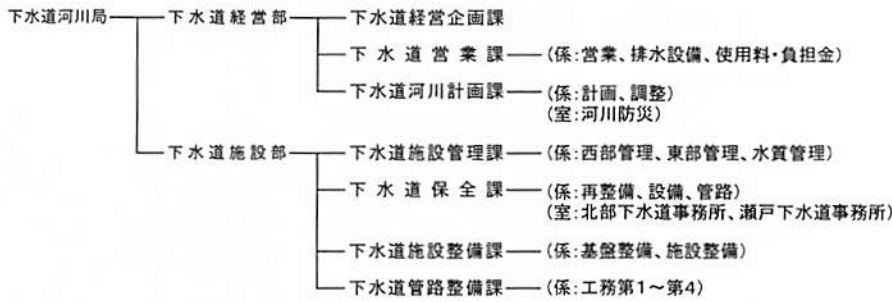 下水道河川局 下水道経営部 下水道経営企画課
下水道営業課 (係:営業、排水設備、使用料・負担金)
下水道河川計画課 (係:計画、調整)
(室:河川防災)
下水道施設部 下水道施設管理課 (係:西部管理、東部管理、水質管理)
下水道保全課 (係:再整備、設備、管路)
(室:北部下水道事務所、瀬戸下水道事務所)
下水道施設整備課 (係:基盤整備、施設整備)
下水道管路整備課 (係:工務第1~第4)